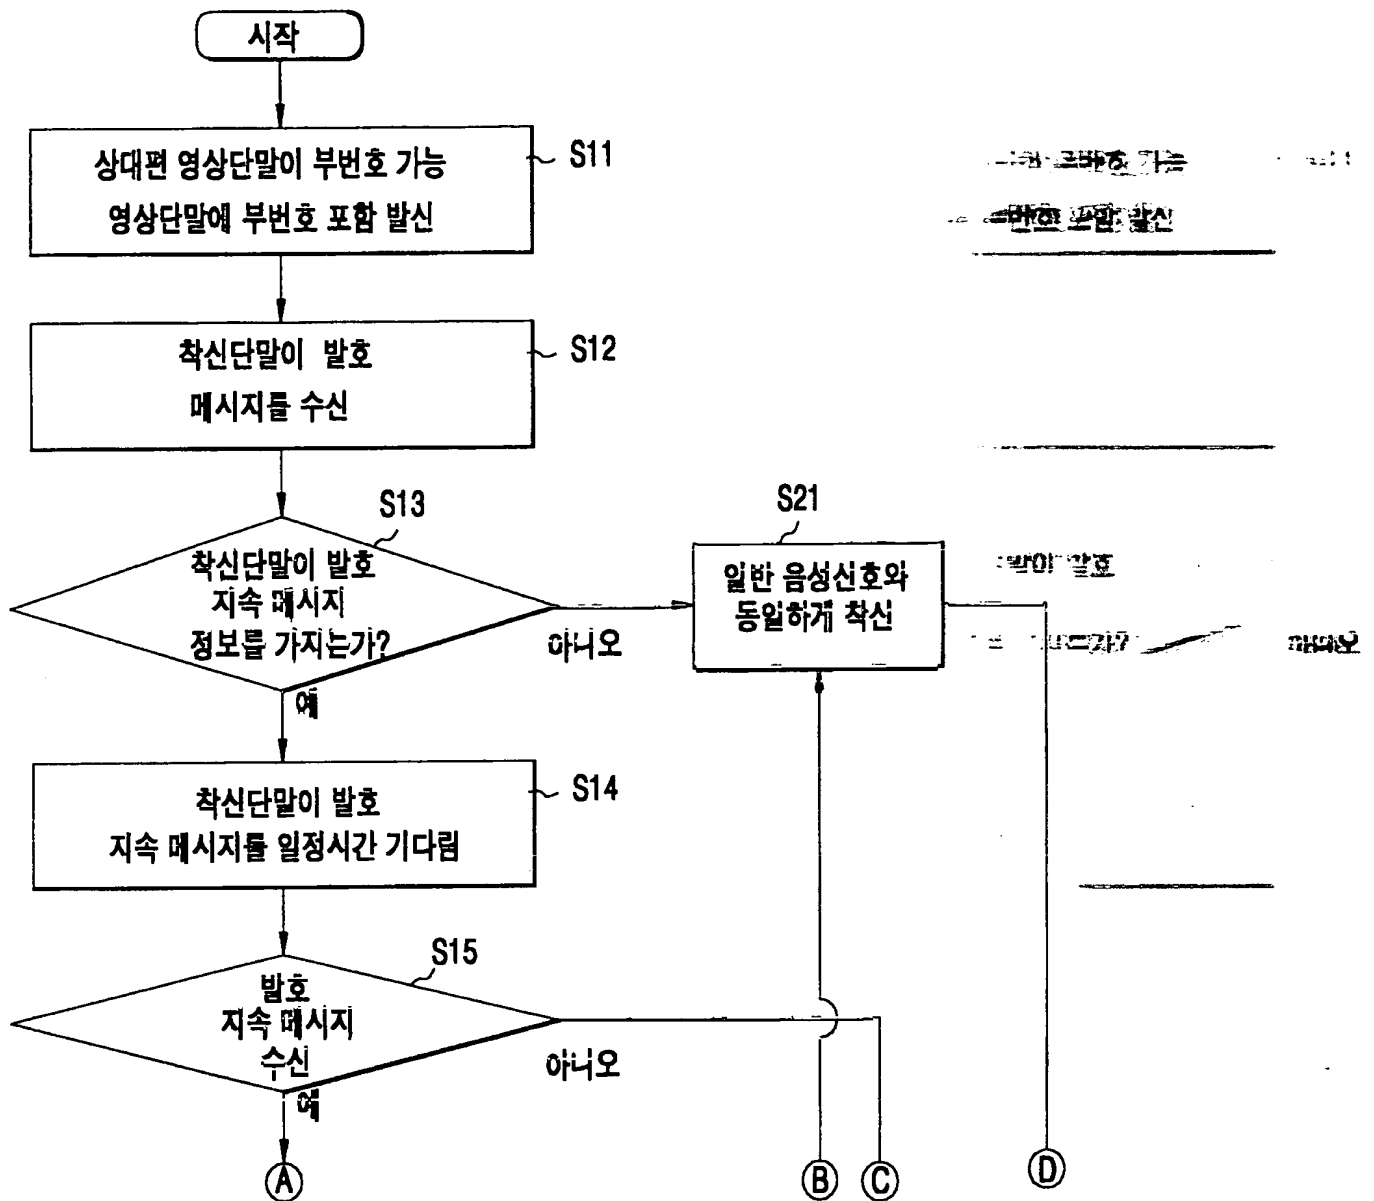 시작
상대편 영상단말이 부번호 가능
영상단말에 부번호 포함 발신
S11
가능
발신
착신단말이 발호
메시지를 수신
S12
S13
착신단말이 발호
지속 메시지
정보를 가지는가?
아니오
예
S21
일반 음성신호와
동일하게 착신
발호
착신단말이 발호
지속 메시지를 일정시간 기다림
S14
S15
발호
지속 메시지
수신
아니오
예
A
B
C
D